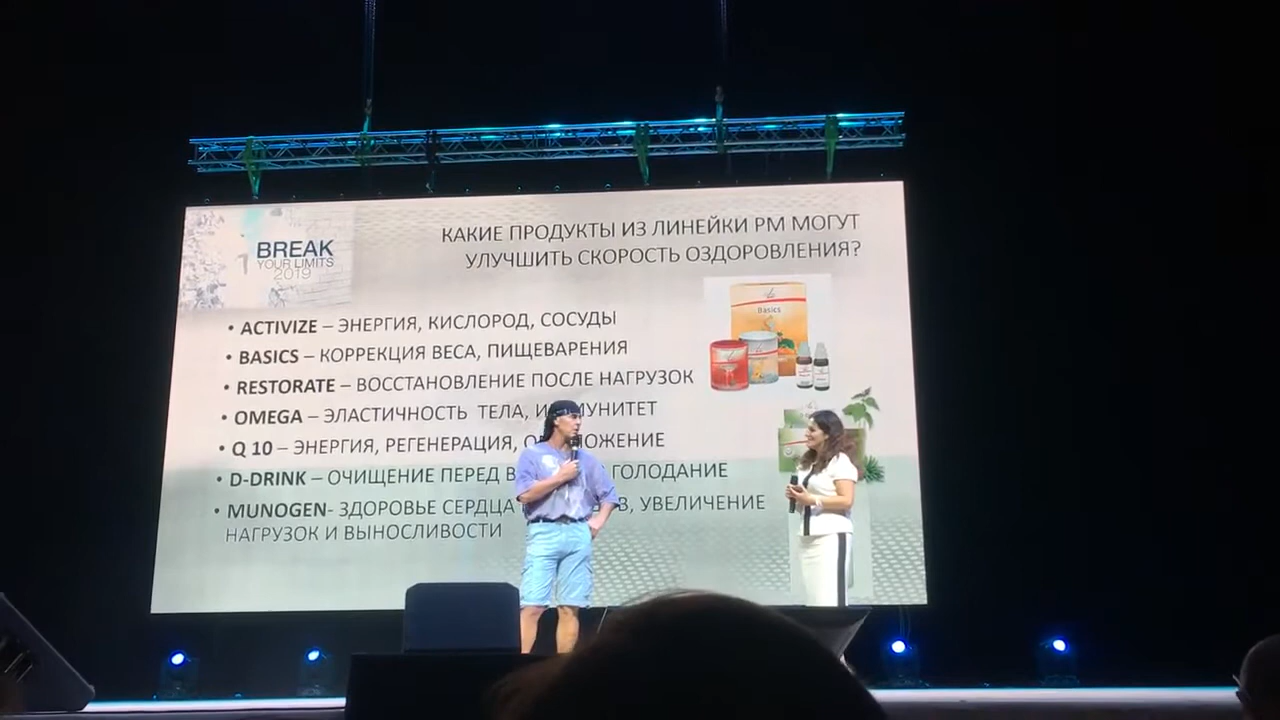 BREAK
YOUR LIMITS
2019
КАКИЕ ПРОДУКТЫ ИЗ ЛИНЕЙКИ PM МОГУТ
УЛУЧШИТЬ СКОРОСТЬ ОЗДОРОВЛЕНИЯ?
• ACTIVIZE – ЭНЕРГИЯ, КИСЛОРОД, СОСУДЫ
• BASICS – КОРРЕКЦИЯ ВЕСА, ПИЩЕВАРЕНИЯ
• RESTORATE – ВОССТАНОВЛЕНИЕ ПОСЛЕ НАГРУЗОК
• OMEGA – ЭЛАСТИЧНОСТЬ ТЕЛА,
• Q 10 – ЭНЕРГИЯ, РЕГЕНЕРАЦИЯ,
• D-DRINK – ОЧИЩЕНИЕ ПЕРЕД ГОЛОДАНИЕ
• MUNOGEN- ЗДОРОВЬЕ СЕРДЦА УВЕЛИЧЕНИЕ
НАГРУЗОК И ВЫНОСЛИВОСТИ
Basics